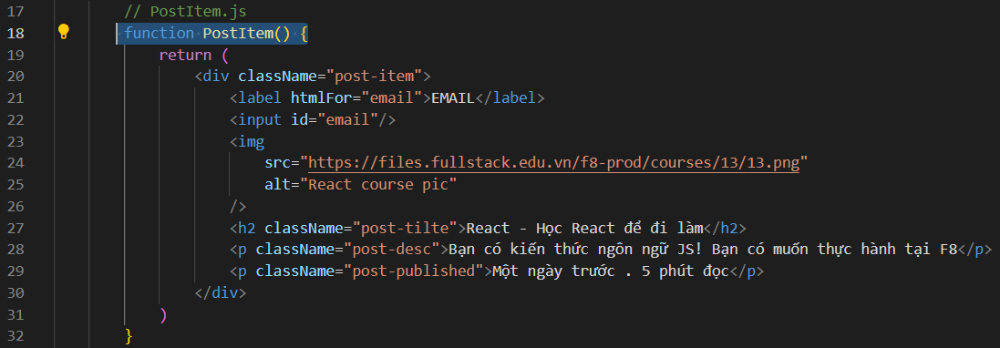 17 // PostItem.js
18 function PostItem() {
19 return (
20 <div className="post-item">
21 <label htmlFor="email">EMAIL</label>
22 <input id="email"/>
23 <img
24 src="https://files.fullstack.edu.vn/f8-prod/courses/13/13.png"
25 alt="React course pic"
26 />
27 <h2 className="post-tilte">React - Học React để đi làm</h2>
28 <p className="post-desc">Bạn có kiến thức ngôn ngữ JS! Bạn có muốn thực hành tại F8</p>
29 <p className="post-published">Một ngày trước . 5 phút đọc</p>
30 </div>
31 )
32 }